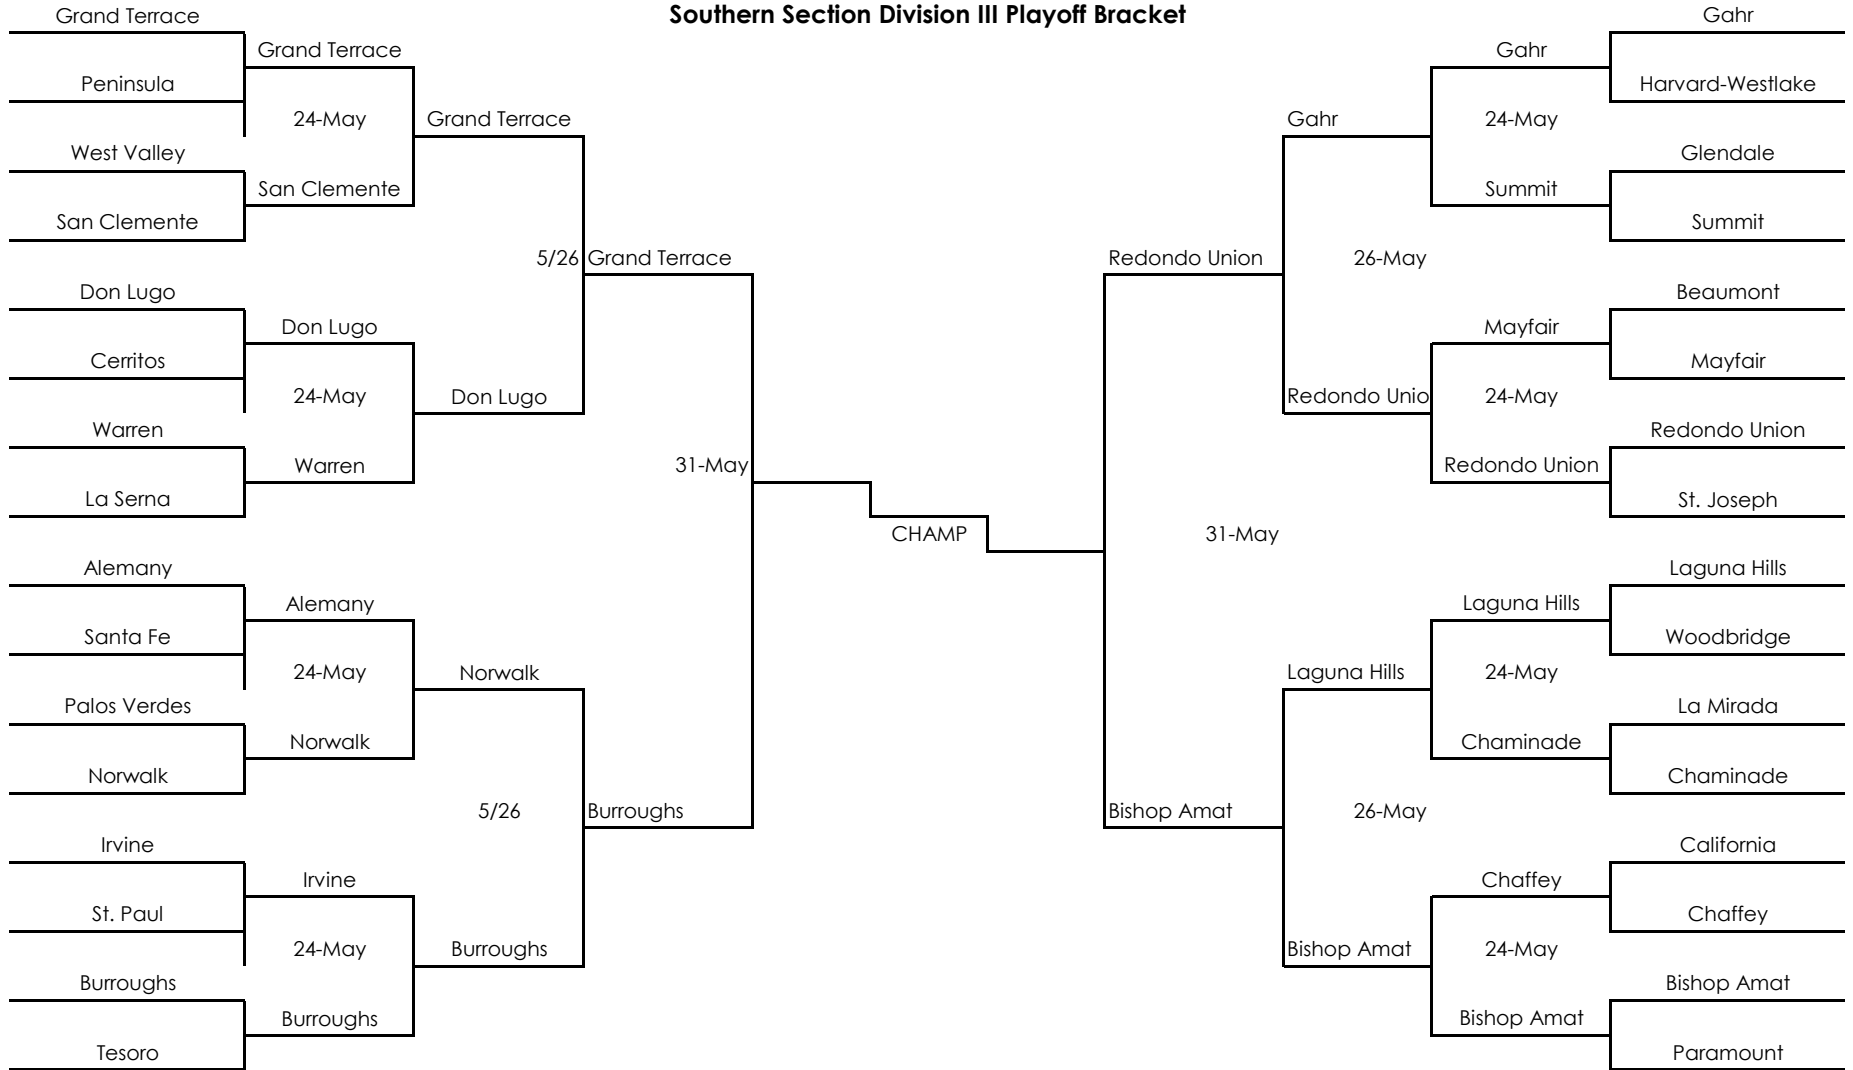 Southern Section Division III Playoff Bracket
Grand Terrace
Peninsula
West Valley
San Clemente
Don Lugo
Cerritos
Warren
La Serna
Alemany
Santa Fe
Palos Verdes
Norwalk
Irvine
St. Paul
Burroughs
Tesoro
Grand Terrace
24-May
San Clemente
Don Lugo
24-May
Warren
Alemany
24-May
Norwalk
Irvine
24-May
Burroughs
Grand Terrace
5/26
Don Lugo
Norwalk
5/26
Burroughs
Grand Terrace
31-May
Burroughs
CHAMP
Redondo Union
31-May
Bishop Amat
Gahr
26-May
Redondo Unio
Laguna Hills
26-May
Bishop Amat
Gahr
24-May
Summit
Mayfair
24-May
Redondo Union
Laguna Hills
24-May
Chaminade
Chaffey
24-May
Bishop Amat
Gahr
Harvard-Westlake
Glendale
Summit
Beaumont
Mayfair
Redondo Union
St. Joseph
Laguna Hills
Woodbridge
La Mirada
Chaminade
California
Chaffey
Bishop Amat
Paramount